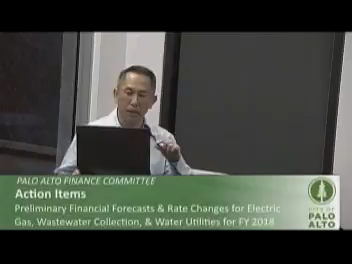 PALO ALTO FINANCE COMMITTEE
Action Items
Preliminary Financial Forecasts & Rate Changes for Electric
Gas, Wastewater Collection, & Water Utilities for FY 2018
CITY OF
PALO
ALTO